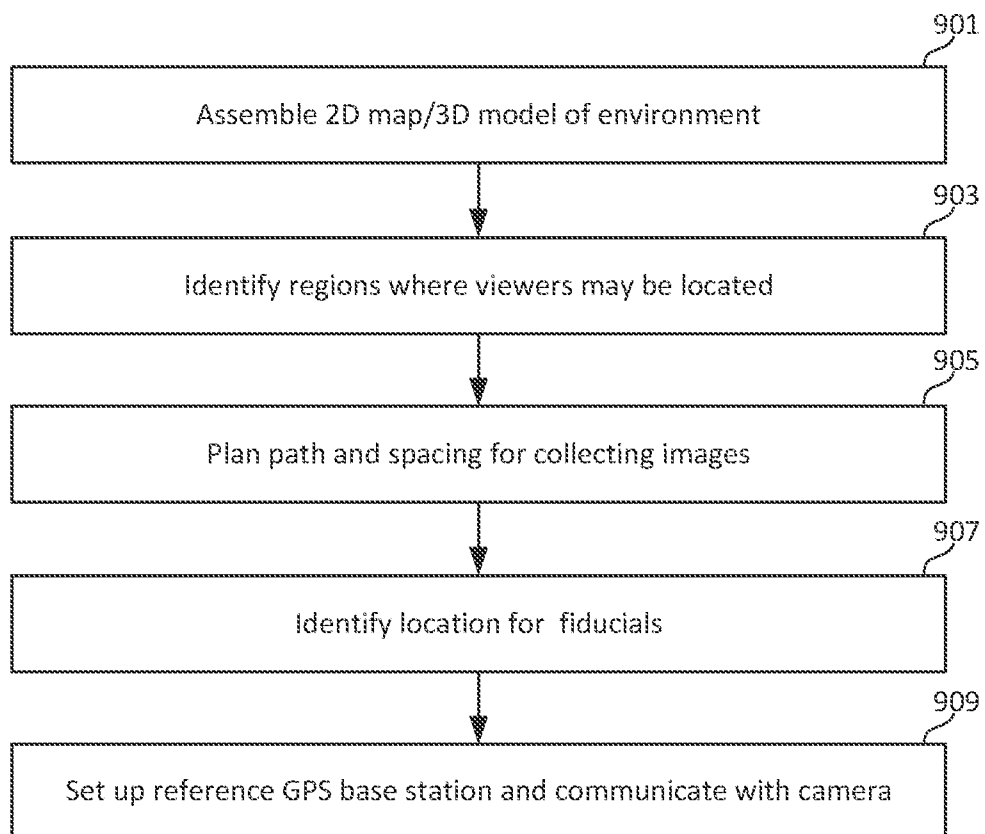 901
Assemble 2D map/3D model of environment
903
Identify regions where viewers may be located
905
Plan path and spacing for collecting images
907
Identify location for fiducials
909
Set up reference GPS base station and communicate with camera